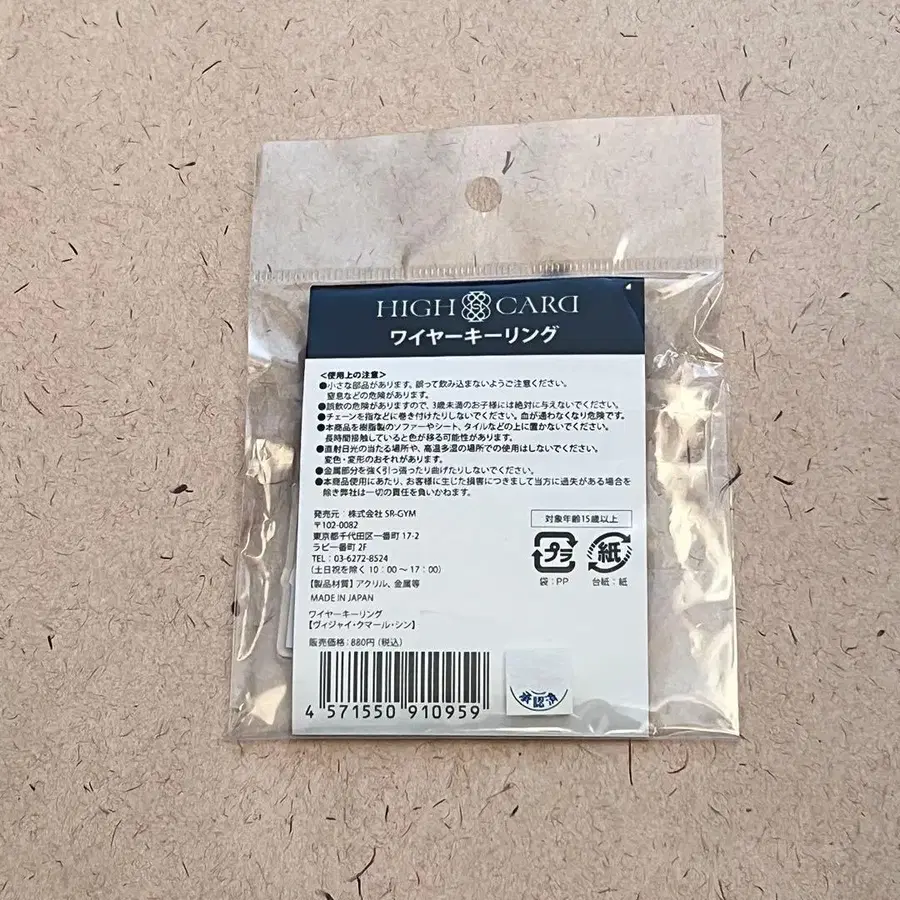 HIGH CARD
ワイヤーキーリング
<使用上の注意>
●小さな部品があります。誤って飲み込まないようご注意ください。
窒息などの危険があります。
●誤飲の危険がありますので、3歳未満のお子様には絶対に与えないでください。
●チェーンを指などに巻き付けたりしないでください。血が通わなくなり危険です。
●本商品を樹脂製のソファーやシート、タイルなどの上に置かないでください。
長時間接触していると色が移る可能性があります。
●直射日光の当たる場所や、高温多湿の場所での使用はしないでください。
変色・変形のおそれがあります。
●金属部分を強く引っ張ったり曲げたりしないでください。
●本商品使用にあたり、お客様に生じた損害につきまして当方に過失がある場合を
除き弊社は一切の責任を負いかねます。
発売元：株式会社 SR-GYM
〒102-0082
東京都千代田区一番町 17-2
ラビー番町 2F
TEL：03-6272-8524
(土日祝を除く 10：00～17：00)
【製品材質】アクリル、金属等
MADE IN JAPAN
対象年齢15歳以上
プラ
紙
袋：PP
台紙：紙
ワイヤーキーリング
【ヴィジャイ・クマール・シン】
販売価格：880円 (税込)
4 571550 910959
承認済